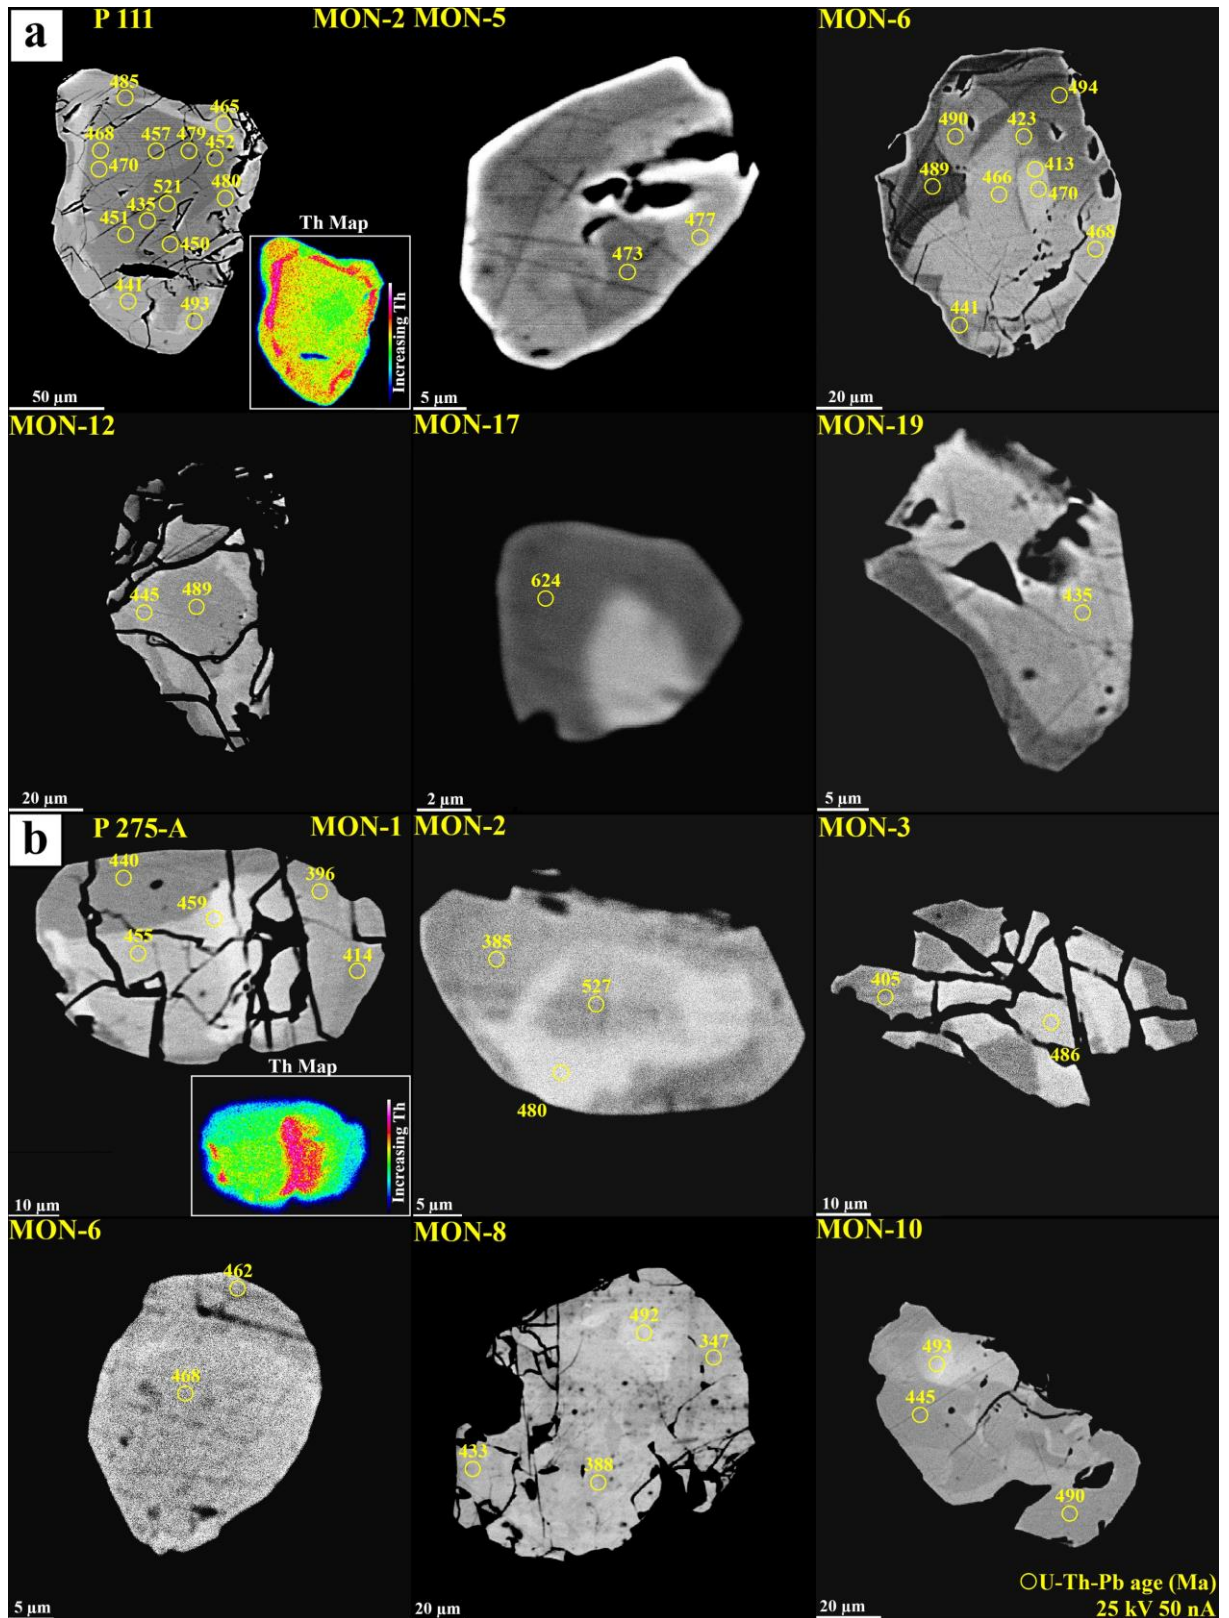 a P 111 MON-2
485
465
468 457 479 452
470
521 480
435
451 450
441 493
Th Map
Increasing Th
50 µm
MON-5
477
473
5 µm
MON-6
494
490 423
413
489 466 470
468
441
20 µm
MON-12
445 489
20 µm
MON-17
624
2 µm
MON-19
435
5 µm
b P 275-A MON-1
440 396
459
455 414
Th Map
Increasing Th
10 µm
MON-2
385
527
480
5 µm
MON-3
405
486
10 µm
MON-6
462
468
5 µm
MON-8
492
347
433 388
20 µm
MON-10
493
445
490
20 µm
U-Th-Pb age (Ma)
25 kV 50 nA